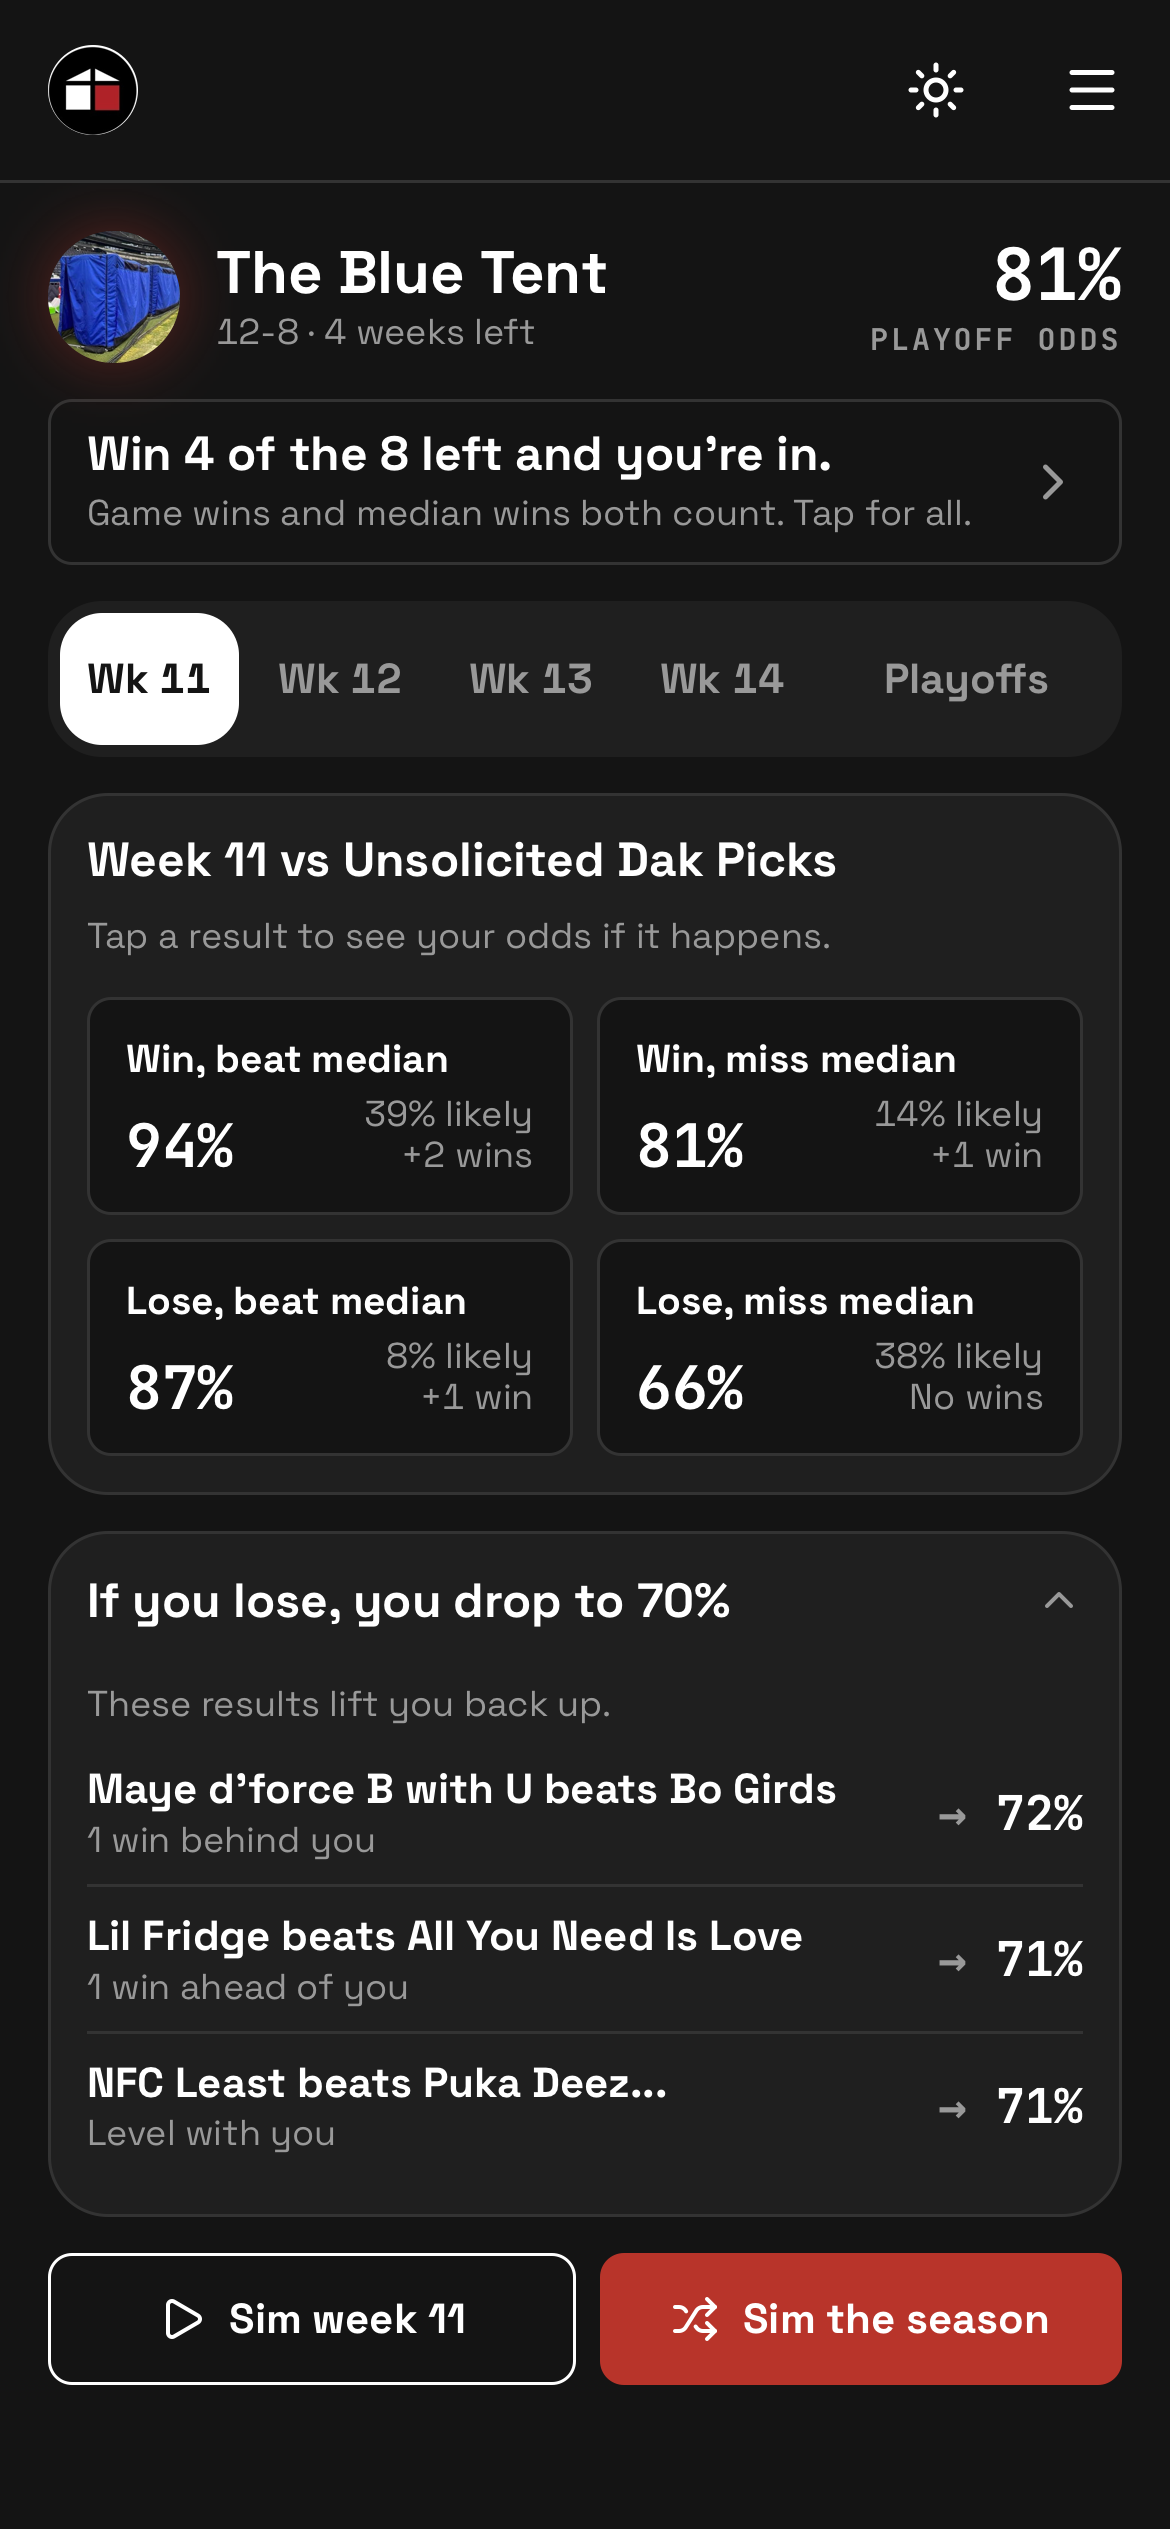 The Blue Tent
12-8 · 4 weeks left
81%
PLAYOFF ODDS
Win 4 of the 8 left and you’re in.
Game wins and median wins both count. Tap for all.
Wk 11
Wk 12
Wk 13
Wk 14
Playoffs
Week 11 vs Unsolicited Dak Picks
Tap a result to see your odds if it happens.
Win, beat median
94%
39% likely
+2 wins
Win, miss median
81%
14% likely
+1 win
Lose, beat median
87%
8% likely
+1 win
Lose, miss median
66%
38% likely
No wins
If you lose, you drop to 70%
These results lift you back up.
Maye d’force B with U beats Bo Girds
1 win behind you
→ 72%
Lil Fridge beats All You Need Is Love
1 win ahead of you
→ 71%
NFC Least beats Puka Deez...
Level with you
→ 71%
Sim week 11
Sim the season